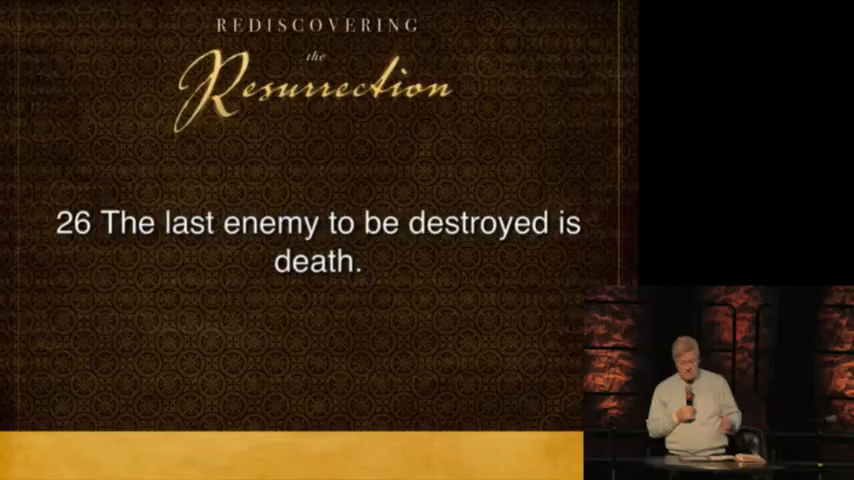 REDISCOVERING
the
Resurrection
26 The last enemy to be destroyed is
death.